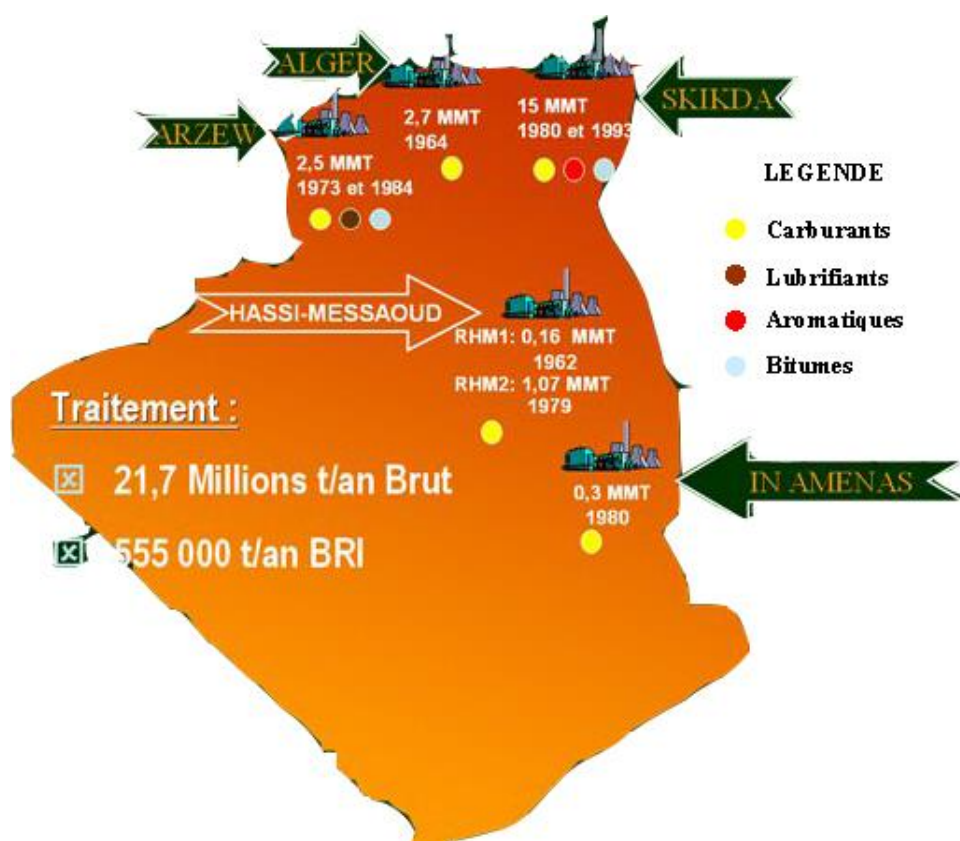 ALGER
SKIKDA
ARZEW
2,7 MMT
1964
15 MMT
1980 et 1993
2,5 MMT
1973 et 1984
LEGENDE
Carburants
Lubrifiants
Aromatiques
Bitumes
HASSI-MESSAOUD
RHM1: 0,16 MMT
1962
RHM2: 1,07 MMT
1979
Traitement :
21,7 Millions t/an Brut
555 000 t/an BRI
IN AMENAS
0,3 MMT
1980